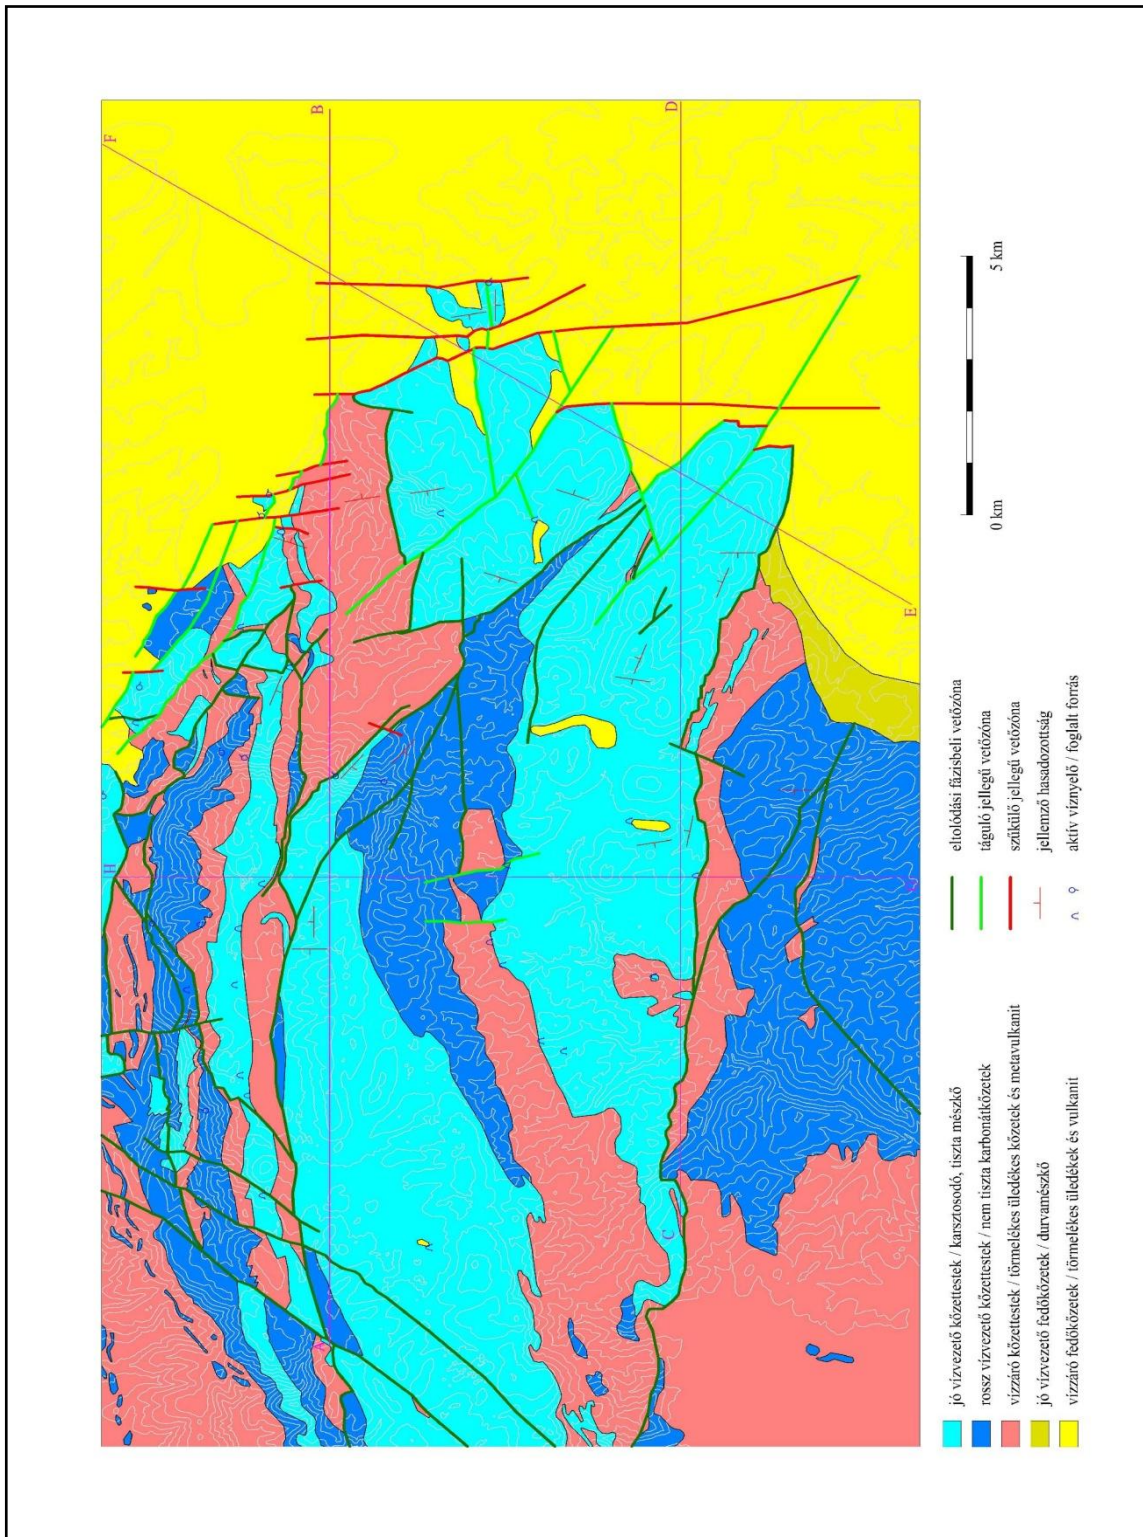 F
B
D
H
A
C
E
0 km
5 km
jó vízvezető kőzettestek / karsztosodó, tiszta mészkő
rossz vízvezető kőzettestek / nem tiszta karbonátkőzetek
vízzáró kőzettestek / törmelékes üledékes kőzetek és metavulkanit
jó vízvezető fedőkőzetek / durvamészkő
vízzáró fedőkőzetek / törmelékes üledékek és vulkanit
eltolódási fázisbeli vetőzóna
táguló jellegű vetőzóna
szűkülő jellegű vetőzóna
jellemző hasadozottság
aktív víznyelő / foglalt forrás